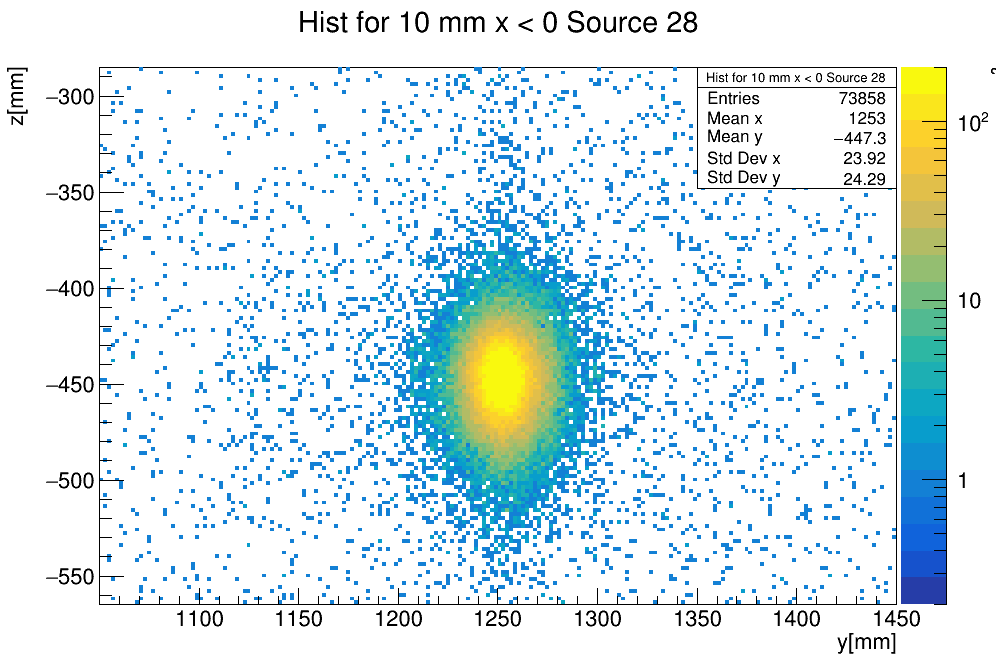 Hist for 10 mm x < 0 Source 28
z[mm]
−300
−350
−400
−450
−500
−550
Hist for 10 mm x < 0 Source 28
Entries 73858
Mean x 1253
Mean y −447.3
Std Dev x 23.92
Std Dev y 24.29
10²
10
1
1100 1150 1200 1250 1300 1350 1400 1450
y[mm]